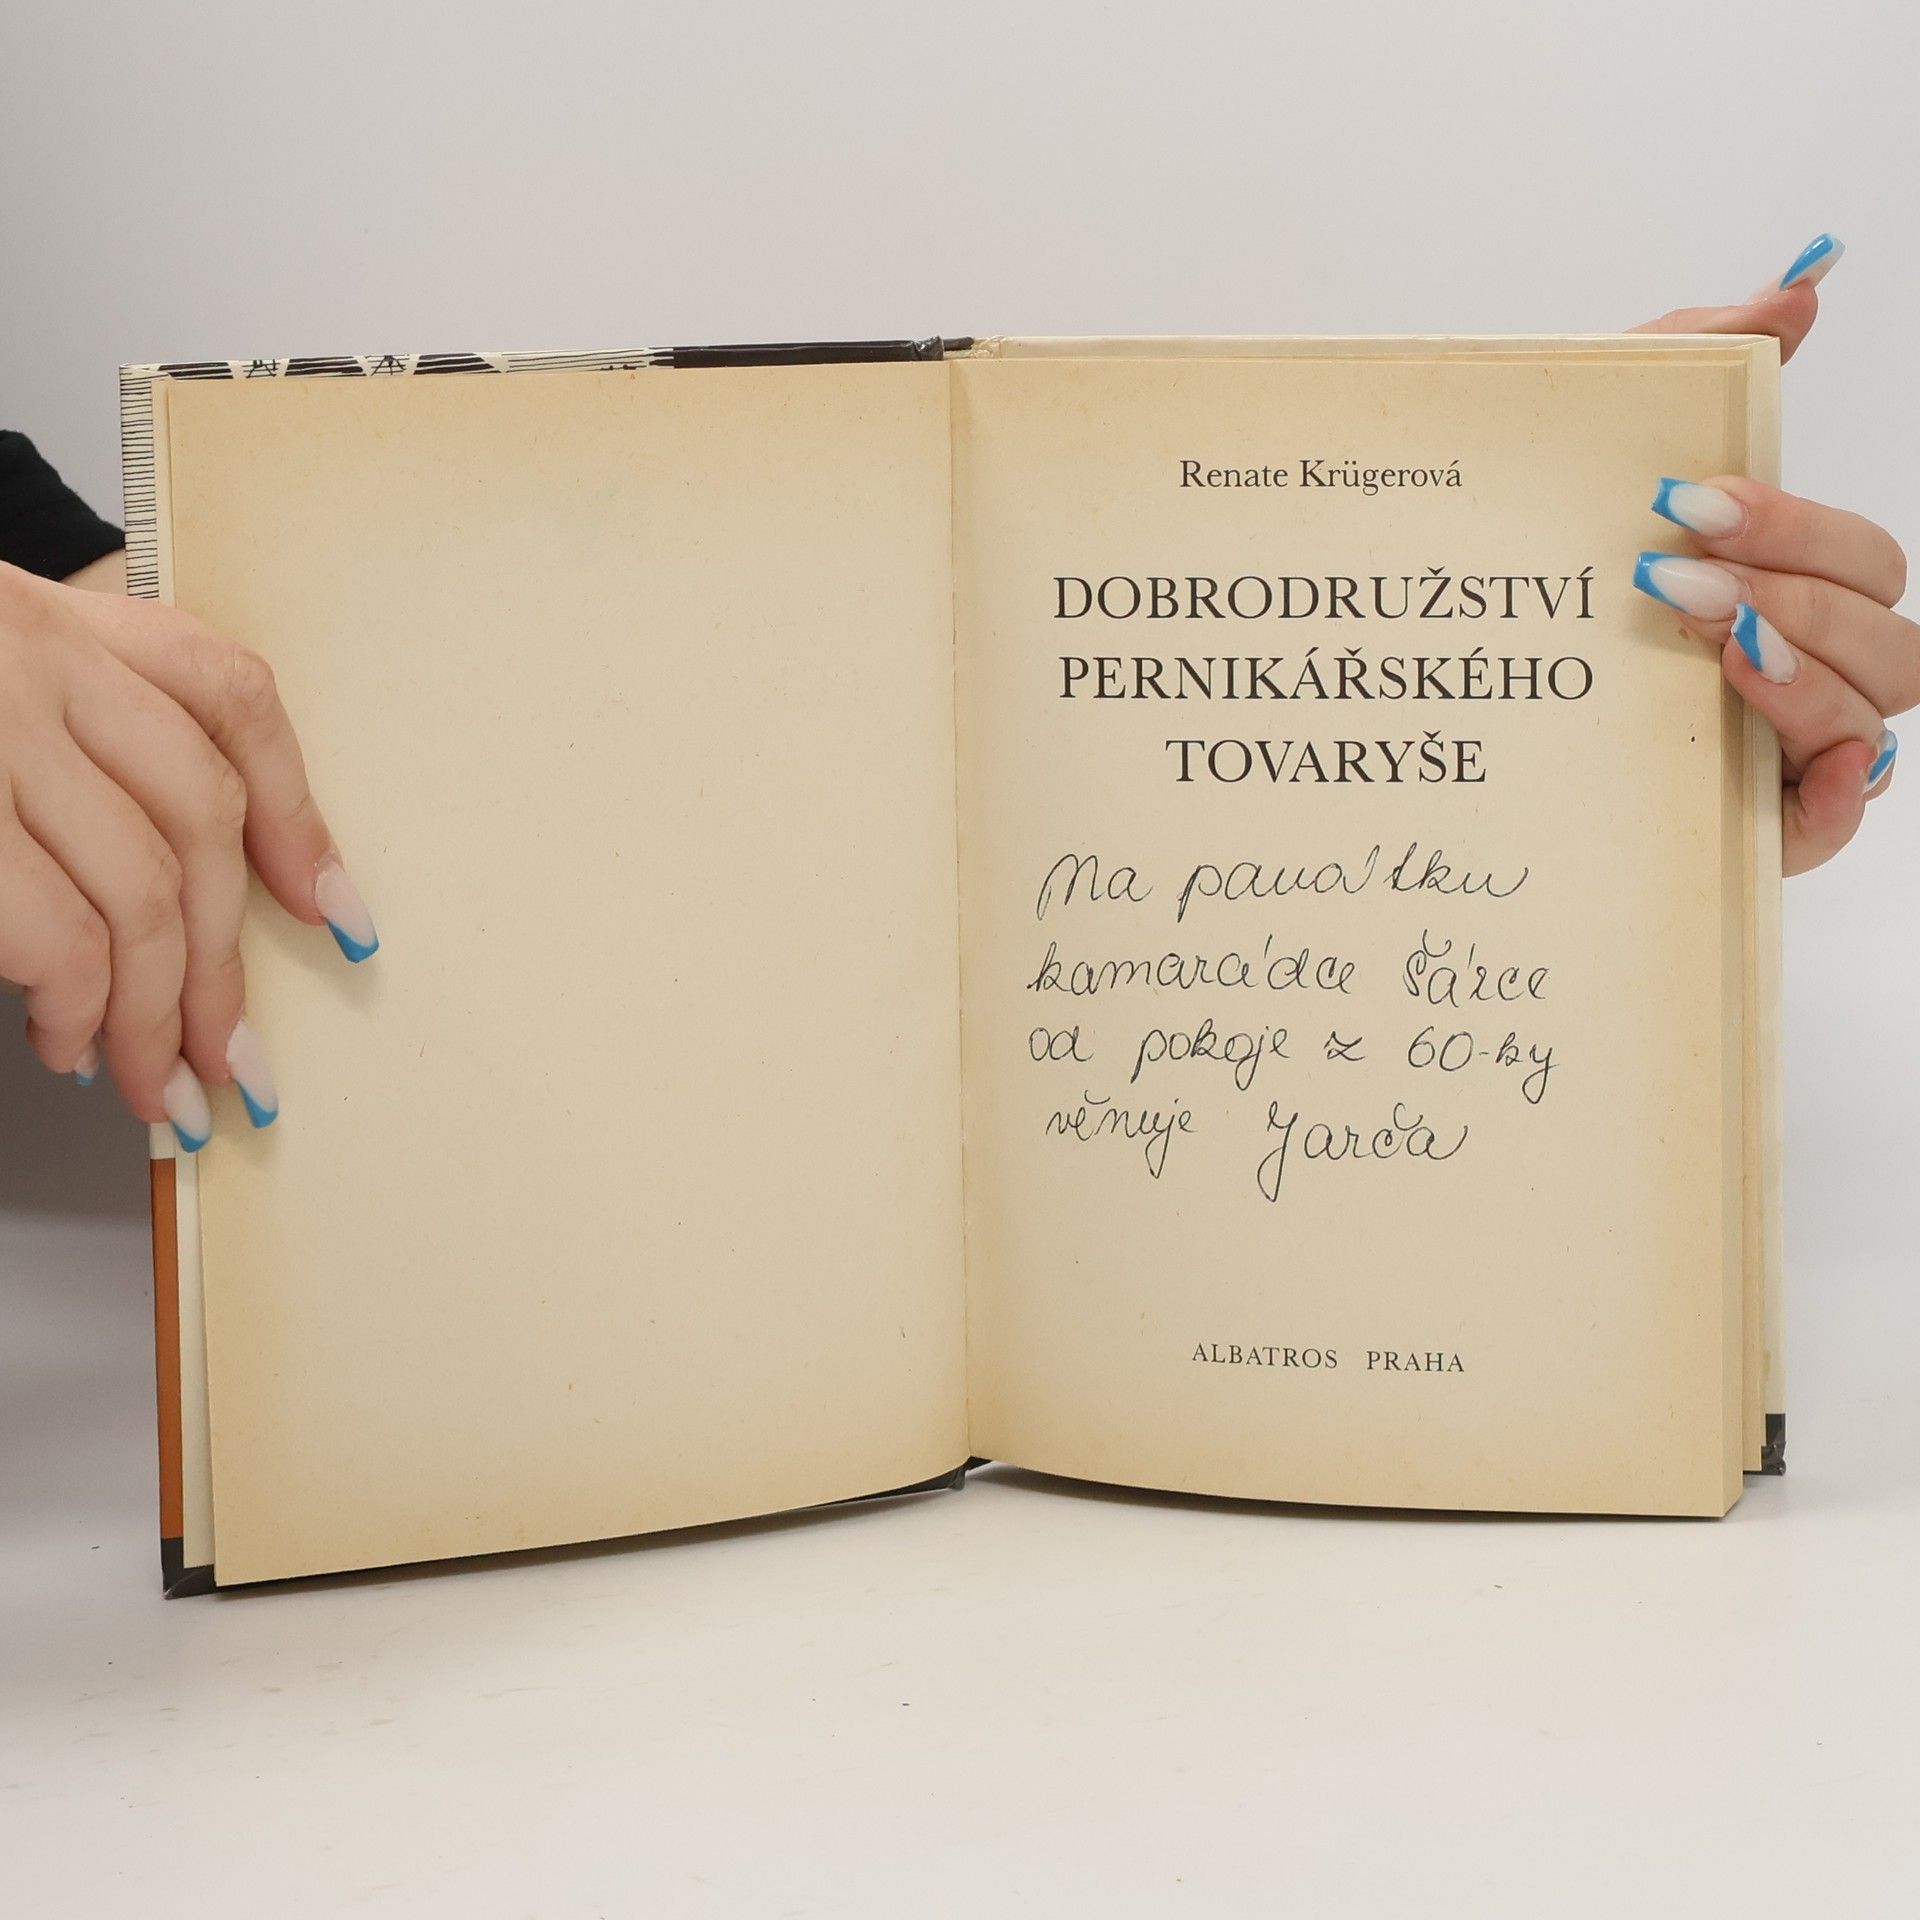 Renate Krügerová
DOBRODRUŽSTVÍ
PERNIKÁŘSKÉHO
TOVARYŠE
Na památku
kamarádce Šárce
od pokoje z 60-ky
věnuje Jarča
ALBATROS PRAHA